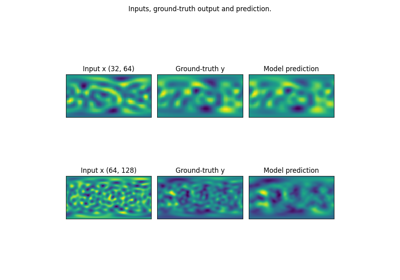 Inputs, ground-truth output and prediction.
Input x (32, 64) Ground-truth y Model prediction
Input x (64, 128) Ground-truth y Model prediction